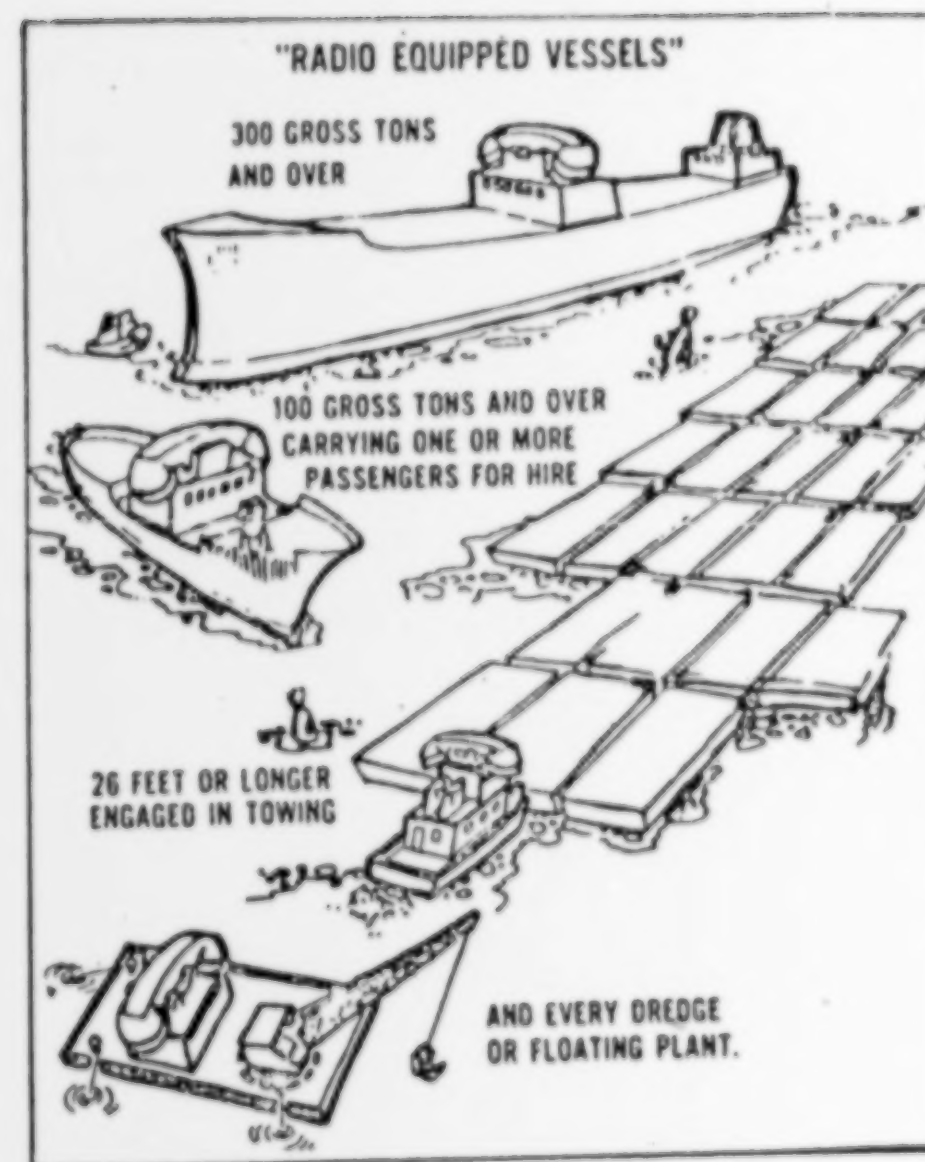 "RADIO EQUIPPED VESSELS"
300 GROSS TONS
AND OVER
100 GROSS TONS AND OVER
CARRYING ONE OR MORE
PASSENGERS FOR HIRE
26 FEET OR LONGER
ENGAGED IN TOWING
AND EVERY DREDGE
OR FLOATING PLANT.